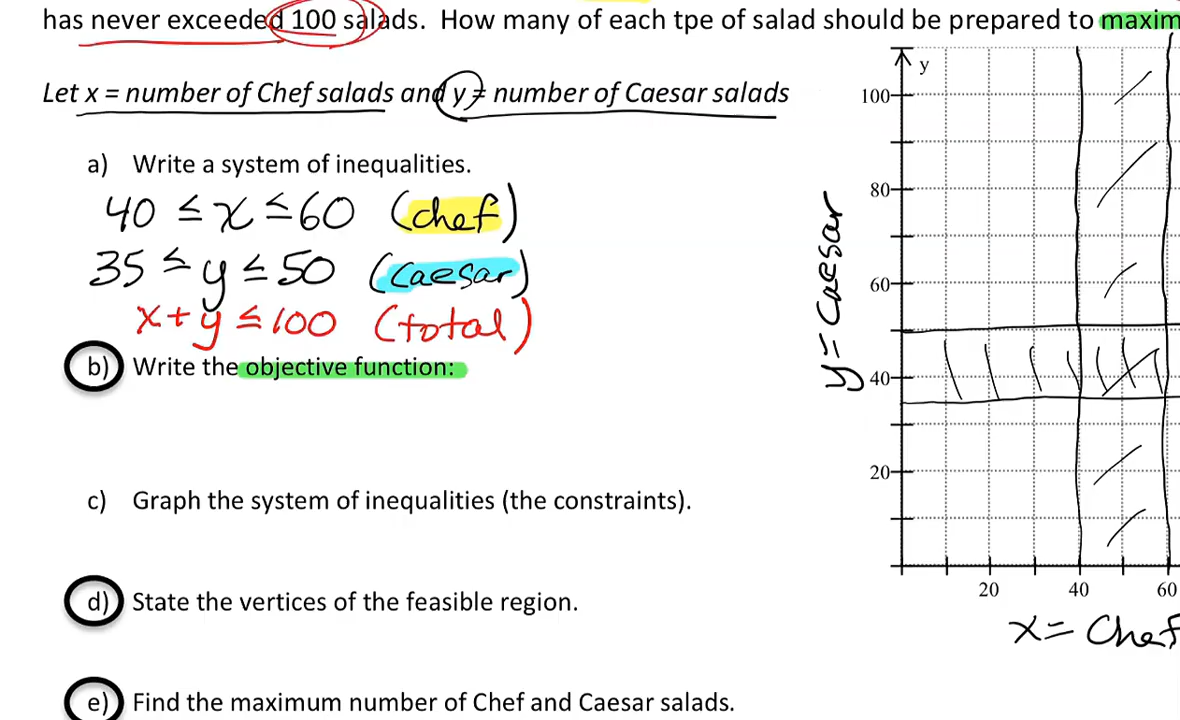 has never exceeded 100 salads. How many of each tpe of salad should be prepared to maxim
Let x = number of Chef salads and y = number of Caesar salads
a) Write a system of inequalities.
40 ≤ x ≤ 60 (chef)
35 ≤ y ≤ 50 (Caesar)
x + y ≤ 100 (total)
b) Write the objective function:
c) Graph the system of inequalities (the constraints).
d) State the vertices of the feasible region.
e) Find the maximum number of Chef and Caesar salads.
y
100
80
60
40
20
y = Caesar
20 40 60
x = Chef